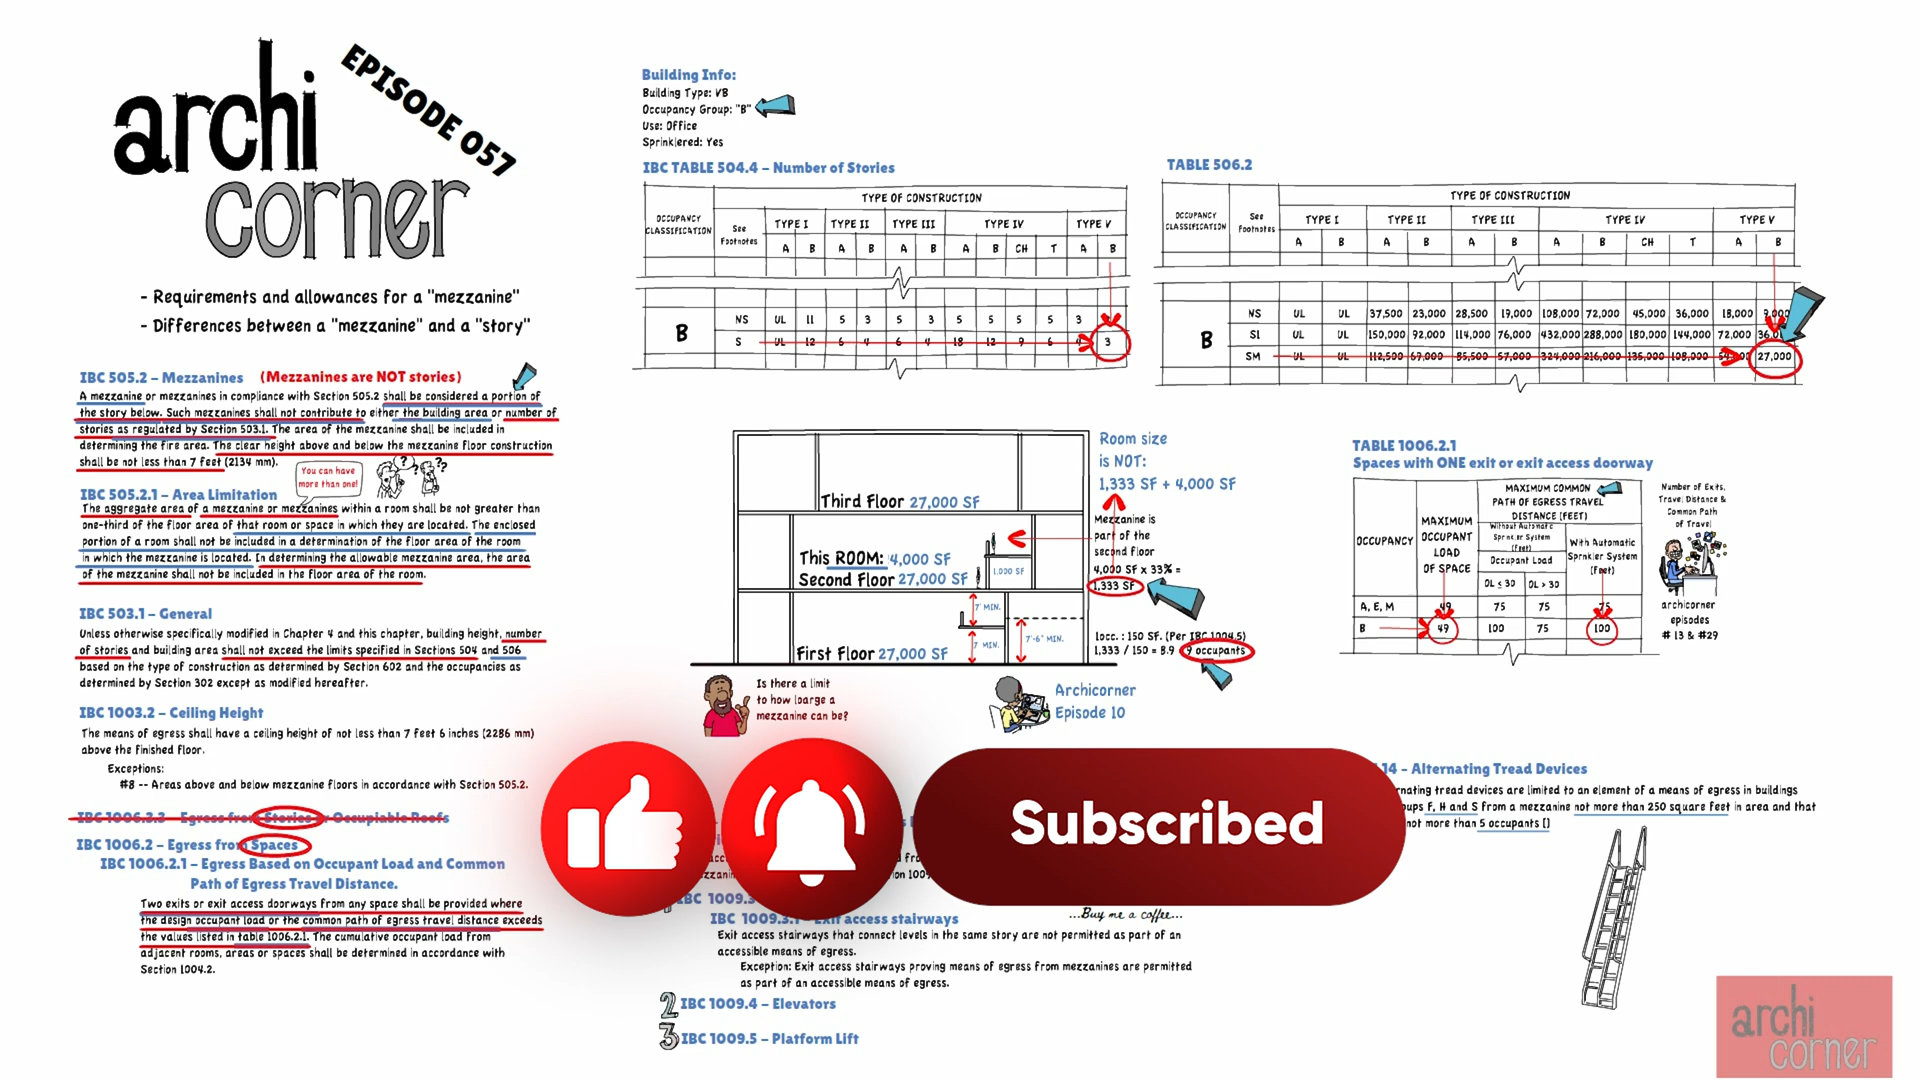 archi
corner
EPISODE 057
- Requirements and allowances for a "mezzanine"
- Differences between a "mezzanine" and a "story"
IBC 505.2 – Mezzanines (Mezzanines are NOT stories)
A mezzanine or mezzanines in compliance with Section 505.2 shall be considered a portion of
the story below. Such mezzanines shall not contribute to either the building area or number of
stories as regulated by Section 503.1. The area of the mezzanine shall be included in
determining the fire area. The clear height above and below the mezzanine floor construction
shall be not less than 7 feet (2134 mm).
You can have
more than one!
??
??
IBC 505.2.1 – Area Limitation
The aggregate area of a mezzanine or mezzanines within a room shall be not greater than
one-third of the floor area of that room or space in which they are located. The enclosed
portion of a room shall not be included in a determination of the floor area of the room
in which the mezzanine is located. In determining the allowable mezzanine area, the area
of the mezzanine shall not be included in the floor area of the room.
IBC 503.1 – General
Unless otherwise specifically modified in Chapter 4 and this chapter, building height, number
of stories and building area shall not exceed the limits specified in Sections 504 and 506
based on the type of construction as determined by Section 602 and the occupancies as
determined by Section 302 except as modified hereafter.
IBC 1003.2 – Ceiling Height
The means of egress shall have a ceiling height of not less than 7 feet 6 inches (2286 mm)
above the finished floor.
Exceptions:
#8 -- Areas above and below mezzanine floors in accordance with Section 505.2.
IBC 1006.3.3 – Egress from Stories or Occupiable Roofs
IBC 1006.2 – Egress from Spaces
IBC 1006.2.1 – Egress Based on Occupant Load and Common
Path of Egress Travel Distance.
Two exits or exit access doorways from any space shall be provided where
the design occupant load or the common path of egress travel distance exceeds
the values listed in table 1006.2.1. The cumulative occupant load from
adjacent rooms, areas or spaces shall be determined in accordance with
Section 1004.2.
Building Info:
Building Type: VB
Occupancy Group: "B"
Use: Office
Sprinklered: Yes
IBC TABLE 504.4 – Number of Stories
TYPE OF CONSTRUCTION
OCCUPANCY CLASSIFICATION See Footnotes TYPE I TYPE II TYPE III TYPE IV TYPE V
A B A B A B A B CH T A B
B
NS UL 11 5 3 5 3 5 5 5 5 3
S UL 12 6 4 6 4 18 12 9 6 4 3
TABLE 506.2
TYPE OF CONSTRUCTION
OCCUPANCY CLASSIFICATION See Footnotes TYPE I TYPE II TYPE III TYPE IV TYPE V
A B A B A B A B CH T A B
B
NS UL UL 37,500 23,000 28,500 19,000 108,000 72,000 45,000 36,000 18,000 9,000
S1 UL UL 150,000 92,000 114,000 76,000 432,000 288,000 180,000 144,000 72,000
SM UL UL 112,500 69,000 85,500 57,000 324,000 216,000 135,000 108,000 54,000 27,000
Third Floor 27,000 SF
This ROOM: 4,000 SF
Second Floor 27,000 SF
1,000 SF
7' MIN.
7' MIN.
7'-6" MIN.
First Floor 27,000 SF
Room size
is NOT:
1,333 SF + 4,000 SF
Mezzanine is
part of the
second floor
4,000 SF x 33% =
1,333 SF
1occ. : 150 SF. (Per IBC 1004.5)
1,333 / 150 = 8.9 9 occupants
Is there a limit
to how loarge a
mezzanine can be?
Archicorner
Episode 10
TABLE 1006.2.1
Spaces with ONE exit or exit access doorway
OCCUPANCY
MAXIMUM
OCCUPANT
LOAD
OF SPACE
MAXIMUM COMMON
PATH OF EGRESS TRAVEL
DISTANCE (FEET)
Without Automatic
Sprinkler System
(Feet)
Occupant Load
OL ≤ 30 OL > 30
With Automatic
Sprinkler System
(Feet)
A, E, M 49 75 75 75
B 49 100 75 100
Number of Exits,
Travel Distance &
Common Path
of Travel
archicorner
episodes
# 13 & #29
Subscribed
14 – Alternating Tread Devices
nating tread devices are limited to an element of a means of egress in buildings
ups F, H and S from a mezzanine not more than 250 square feet in area and that
not more than 5 occupants []
IBC 1009.3
IBC 1009.3.1 – Exit access stairways
...Buy me a coffee...
Exit access stairways that connect levels in the same story are not permitted as part of an
accessible means of egress.
Exception: Exit access stairways proving means of egress from mezzanines are permitted
as part of an accessible means of egress.
2 IBC 1009.4 – Elevators
3 IBC 1009.5 – Platform Lift
archi
corner